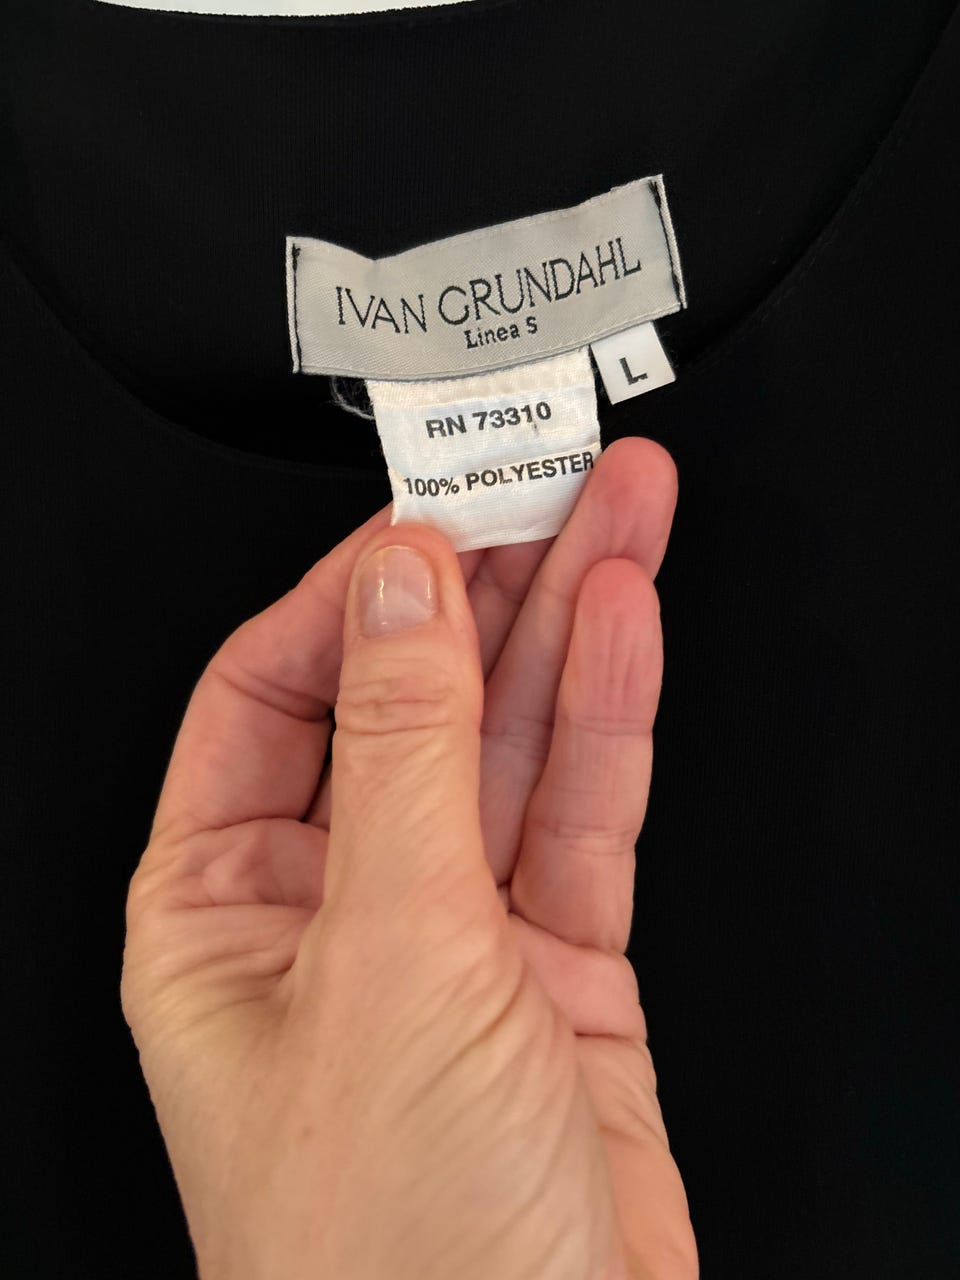 IVAN GRUNDAHL
Linea S
L
RN 73310
100% POLYESTER